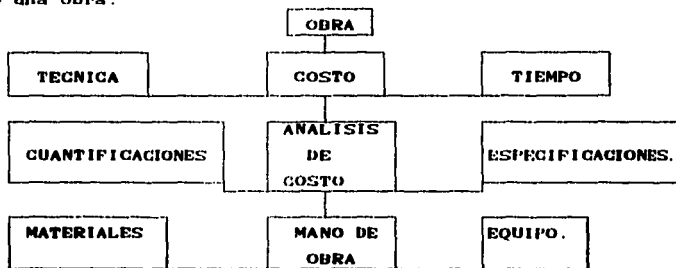 una obra.
OBRA
TECNICA COSTO TIEMPO
ANALISIS
CUANTIFICACIONES DE ESPECIFICACIONES.
COSTO
MATERIALES MANO DE EQUIPO.
OBRA